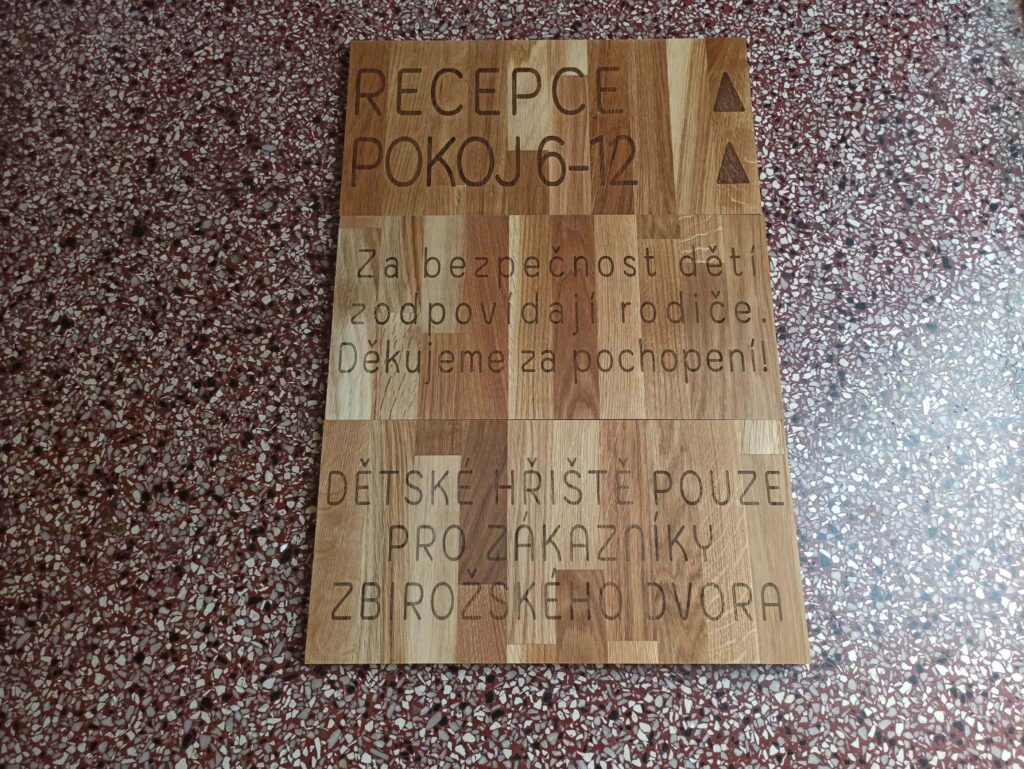 RECEPCE ▲
POKOJ 6-12 ▲
Za bezpečnost dětí
zodpovídají rodiče.
Děkujeme za pochopení!
DĚTSKÉ HŘIŠTĚ POUZE
PRO ZÁKAZNÍKY
ZBIROŽSKÉHO DVORA